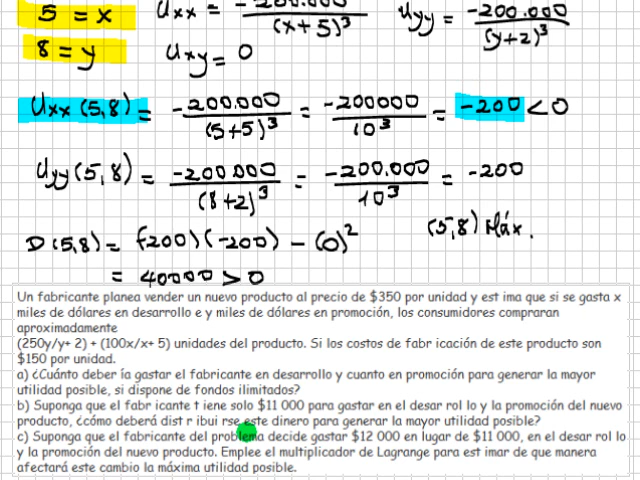 5 = x   Uxx = -200.000/(x+5)³   Uyy = -200.000/(y+2)³
8 = y   Uxy = 0
Uxx (5,8) = -200.000/(5+5)³ = -200000/10³ = -200 < 0
Uyy (5,8) = -200.000/(8+2)³ = -200.000/10³ = -200
D (5,8) = (-200)(-200) - (0)²   (5,8) Máx.
= 40000 > 0
Un fabricante planea vender un nuevo producto al precio de $350 por unidad y est ima que si se gasta x
miles de dólares en desarrollo e y miles de dólares en promoción, los consumidores compraran
aproximadamente
(250y/y+ 2) + (100x/x+ 5) unidades del producto. Si los costos de fabr icación de este producto son
$150 por unidad.
a) ¿Cuánto deber ía gastar el fabricante en desarrollo y cuanto en promoción para generar la mayor
utilidad posible, si dispone de fondos ilimitados?
b) Suponga que el fabr icante t iene solo $11 000 para gastar en el desar rol lo y la promoción del nuevo
producto, ¿cómo deberá dist r ibui rse este dinero para generar la mayor utilidad posible?
c) Suponga que el fabricante del problema decide gastar $12 000 en lugar de $11 000, en el desar rol lo
y la promoción del nuevo producto. Emplee el multiplicador de Lagrange para est imar de que manera
afectará este cambio la máxima utilidad posible.